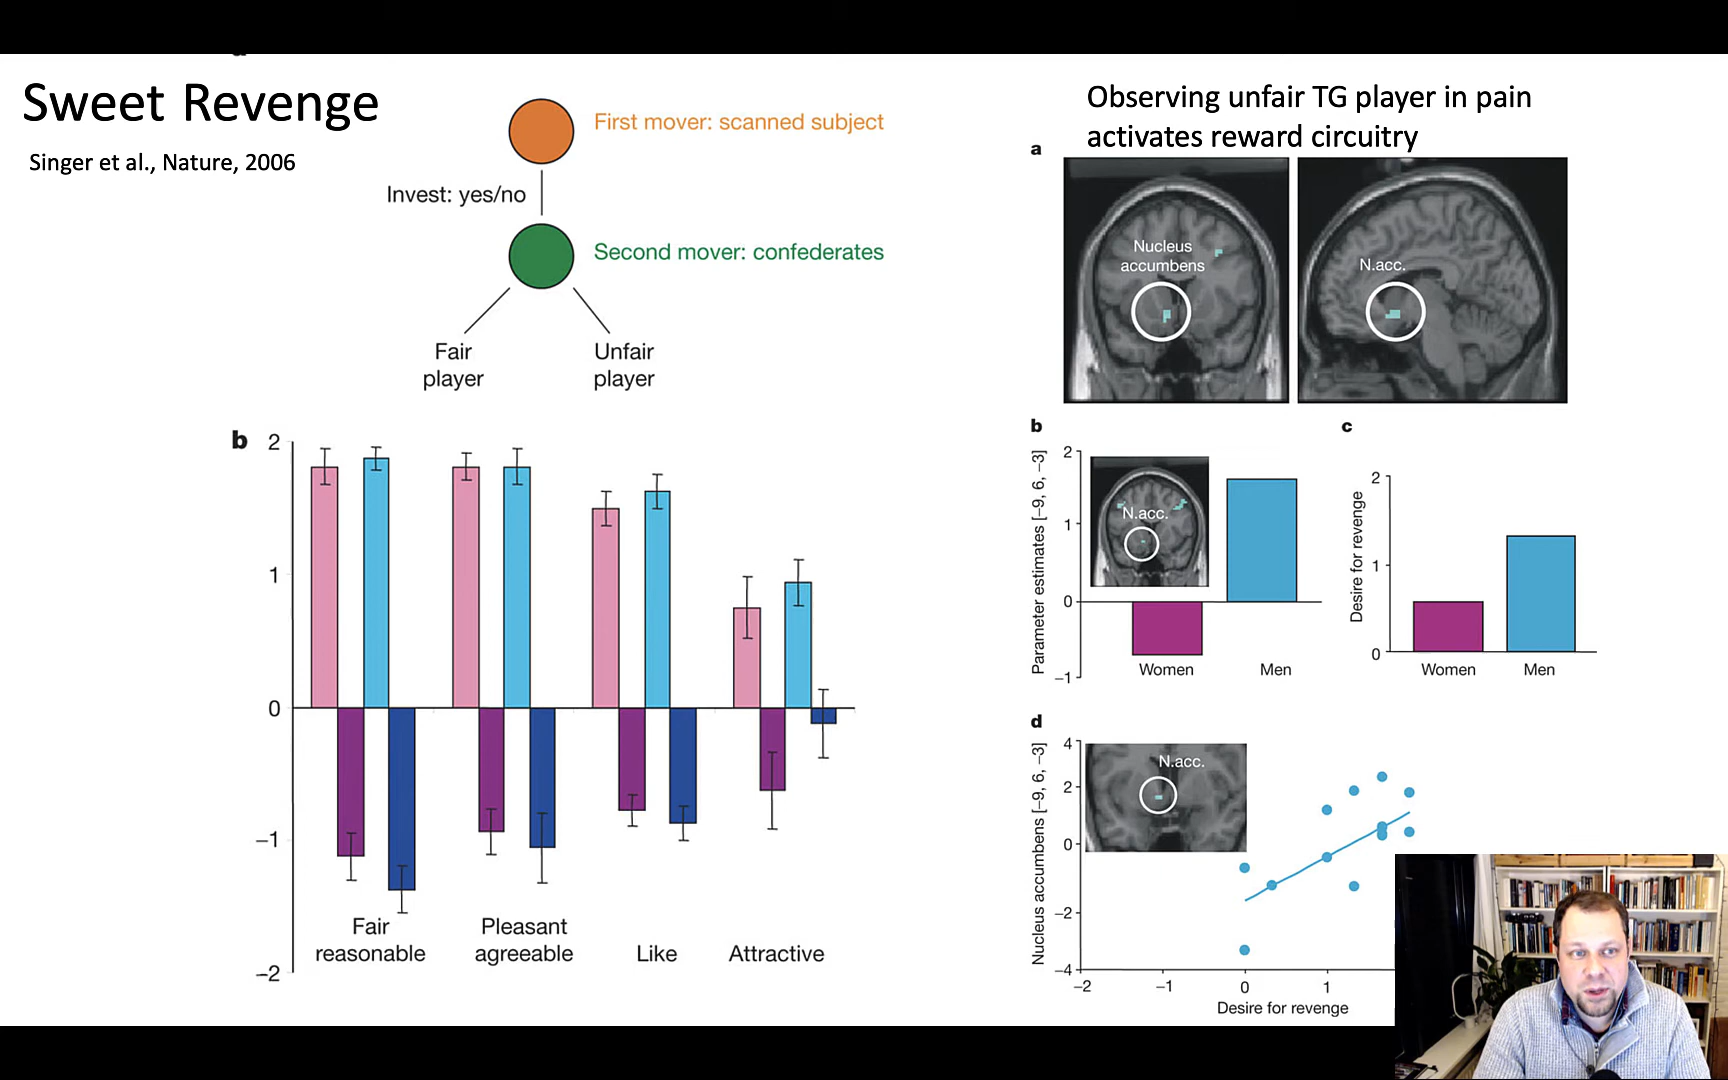 Sweet Revenge
Singer et al., Nature, 2006
First mover: scanned subject
Invest: yes/no
Second mover: confederates
Fair
player
Unfair
player
b
2
1
0
−1
−2
Fair
reasonable
Pleasant
agreeable
Like
Attractive
Observing unfair TG player in pain
activates reward circuitry
a
Nucleus
accumbens
N.acc.
b
Parameter estimates [−9, 6, −3]
2
1
0
−1
N.acc.
Women
Men
c
Desire for revenge
2
1
0
Women
Men
d
Nucleus accumbens [−9, 6, −3]
4
2
0
−2
−4
N.acc.
−2
−1
0
1
Desire for revenge